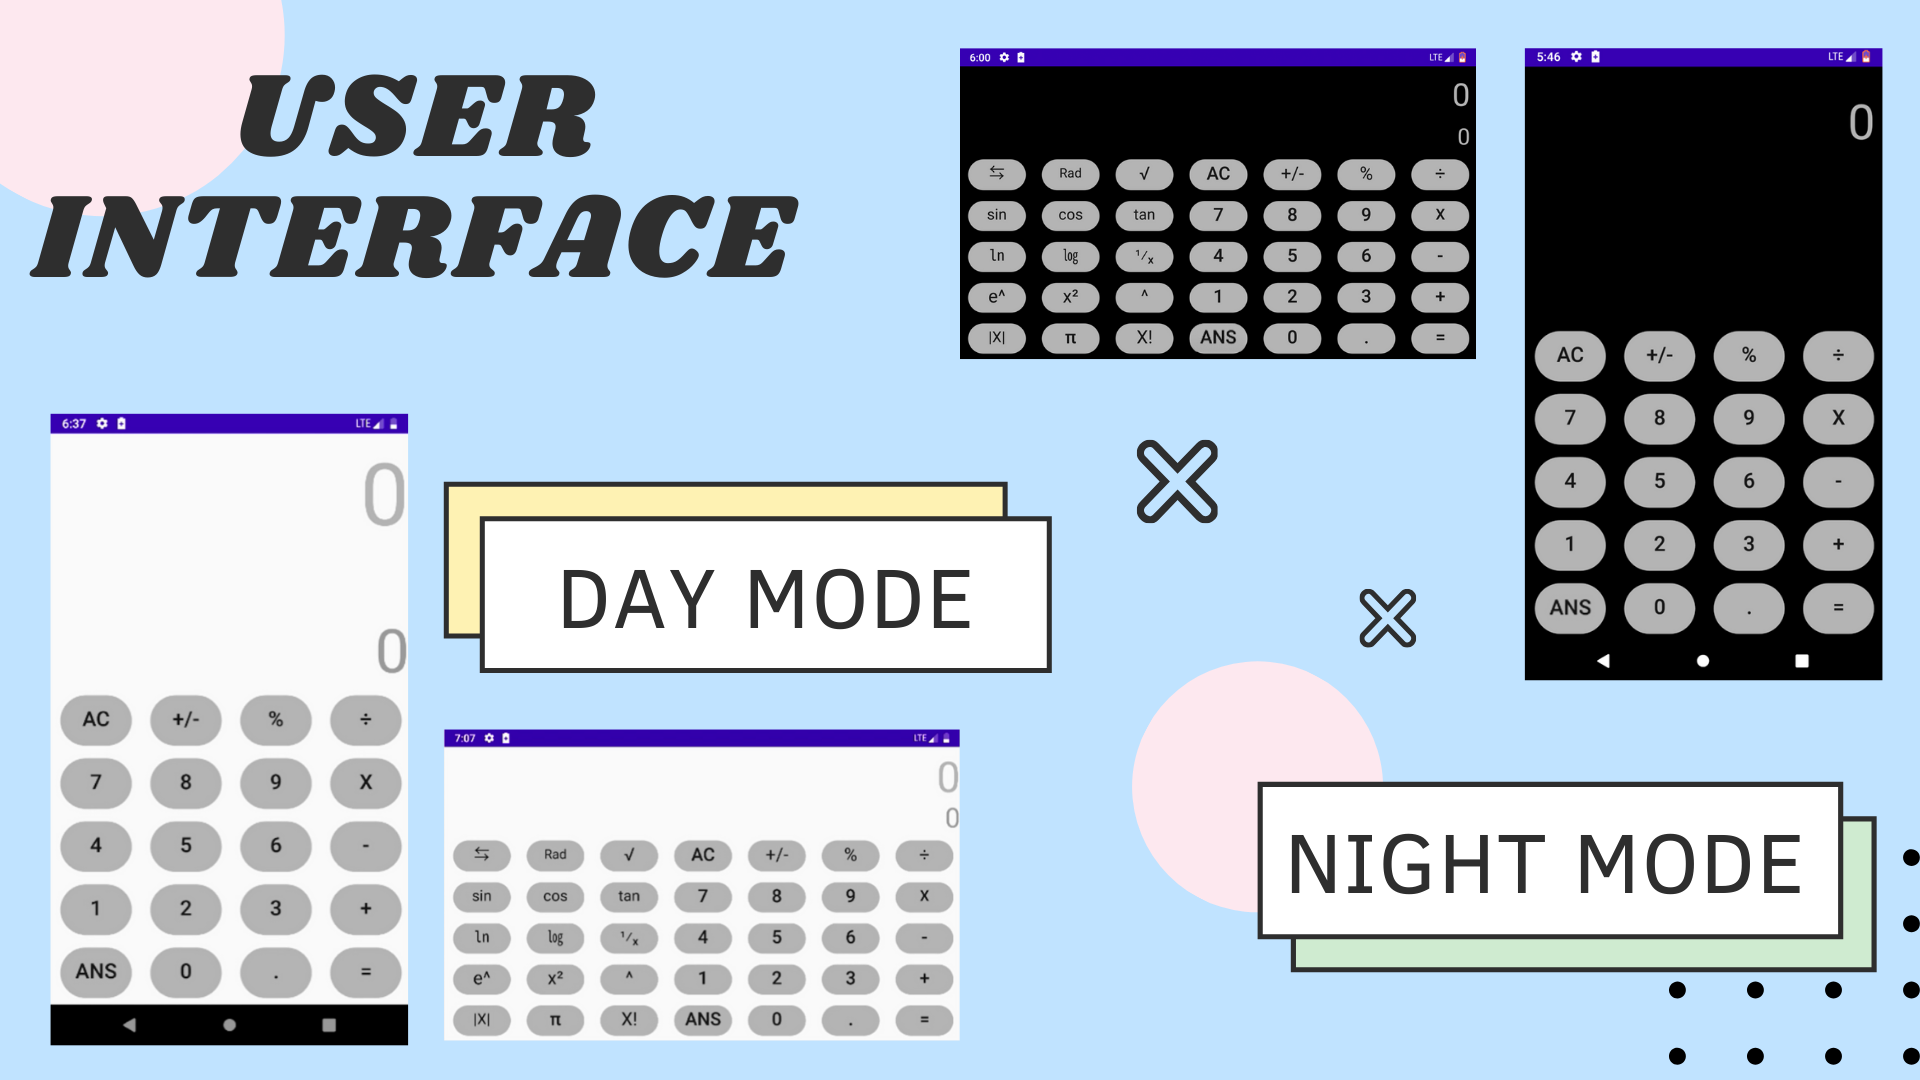 USER
INTERFACE
6:00 LTE
0
0
⇆ Rad √ AC +/- % ÷
sin cos tan 7 8 9 X
ln log ¹/ₓ 4 5 6 -
e^ x² ^ 1 2 3 +
|X| π X! ANS 0 . =
5:46 LTE
0
AC +/- % ÷
7 8 9 X
4 5 6 -
1 2 3 +
ANS 0 . =
6:37 LTE
0
0
AC +/- % ÷
7 8 9 X
4 5 6 -
1 2 3 +
ANS 0 . =
DAY MODE
7:07 LTE
0
0
⇆ Rad √ AC +/- % ÷
sin cos tan 7 8 9 X
ln log ¹/ₓ 4 5 6 -
e^ x² ^ 1 2 3 +
|X| π X! ANS 0 . =
NIGHT MODE